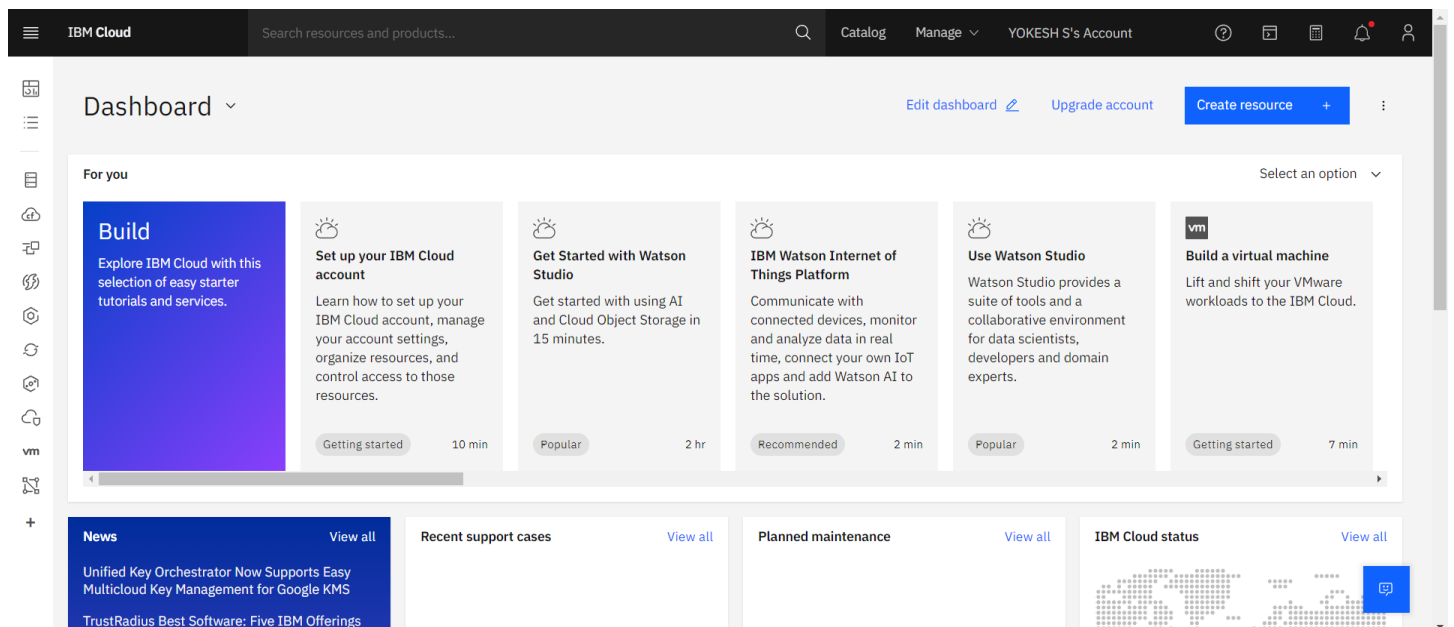 IBM Cloud
Search resources and products...
Catalog
Manage
YOKESH S's Account
Dashboard
Edit dashboard
Upgrade account
Create resource +
For you
Select an option
Build
Explore IBM Cloud with this
selection of easy starter
tutorials and services.
Set up your IBM Cloud
account
Learn how to set up your
IBM Cloud account, manage
your account settings,
organize resources, and
control access to those
resources.
Getting started
10 min
Get Started with Watson
Studio
Get started with using AI
and Cloud Object Storage in
15 minutes.
Popular
2 hr
IBM Watson Internet of
Things Platform
Communicate with
connected devices, monitor
and analyze data in real
time, connect your own IoT
apps and add Watson AI to
the solution.
Recommended
2 min
Use Watson Studio
Watson Studio provides a
suite of tools and a
collaborative environment
for data scientists,
developers and domain
experts.
Popular
2 min
vm
Build a virtual machine
Lift and shift your VMware
workloads to the IBM Cloud.
Getting started
7 min
cf
vm
News
View all
Unified Key Orchestrator Now Supports Easy
Multicloud Key Management for Google KMS
TrustRadius Best Software: Five IBM Offerings
Recent support cases
View all
Planned maintenance
View all
IBM Cloud status
View all